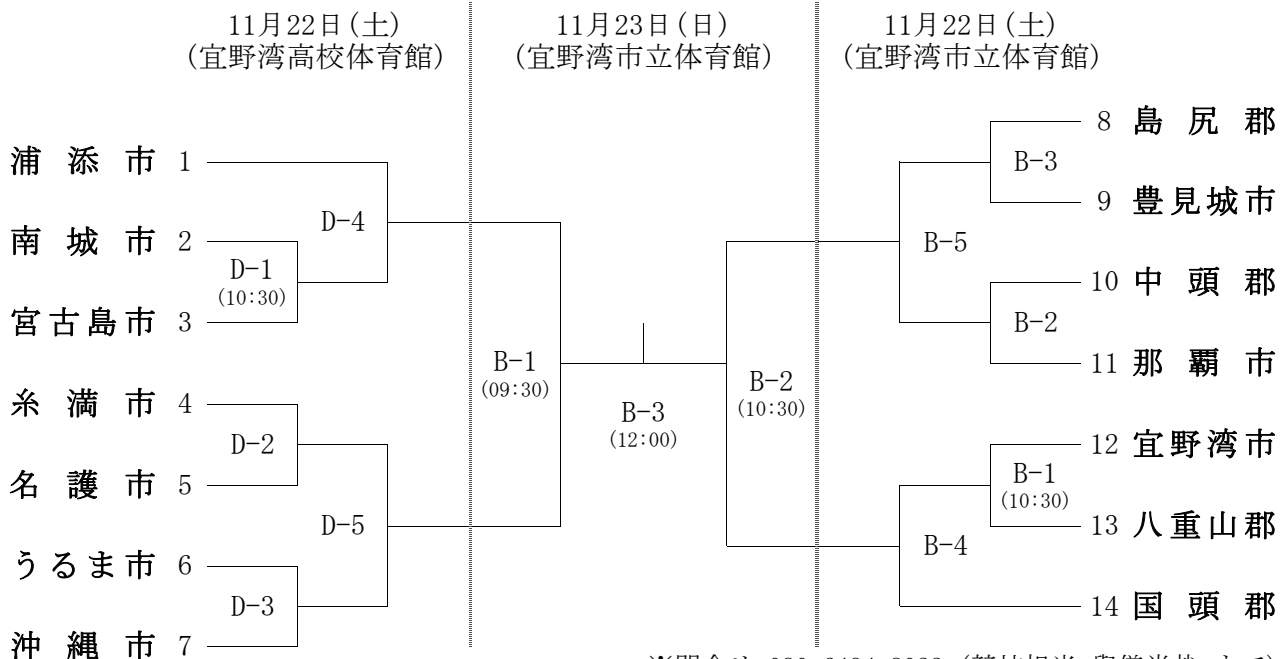 11月22日(土)
(宜野湾高校体育館)
11月23日(日)
(宜野湾市立体育館)
11月22日(土)
(宜野湾市立体育館)
浦添市 1
南城市 2
宮古島市 3
糸満市 4
名護市 5
うるま市 6
沖縄市 7
D-4
D-1
(10:30)
D-2
D-5
D-3
B-1
(09:30)
B-3
(12:00)
B-2
(10:30)
B-3
B-5
B-2
B-1
(10:30)
B-4
8 島尻郡
9 豊見城市
10 中頭郡
11 那覇市
12 宜野湾市
13 八重山郡
14 国頭郡